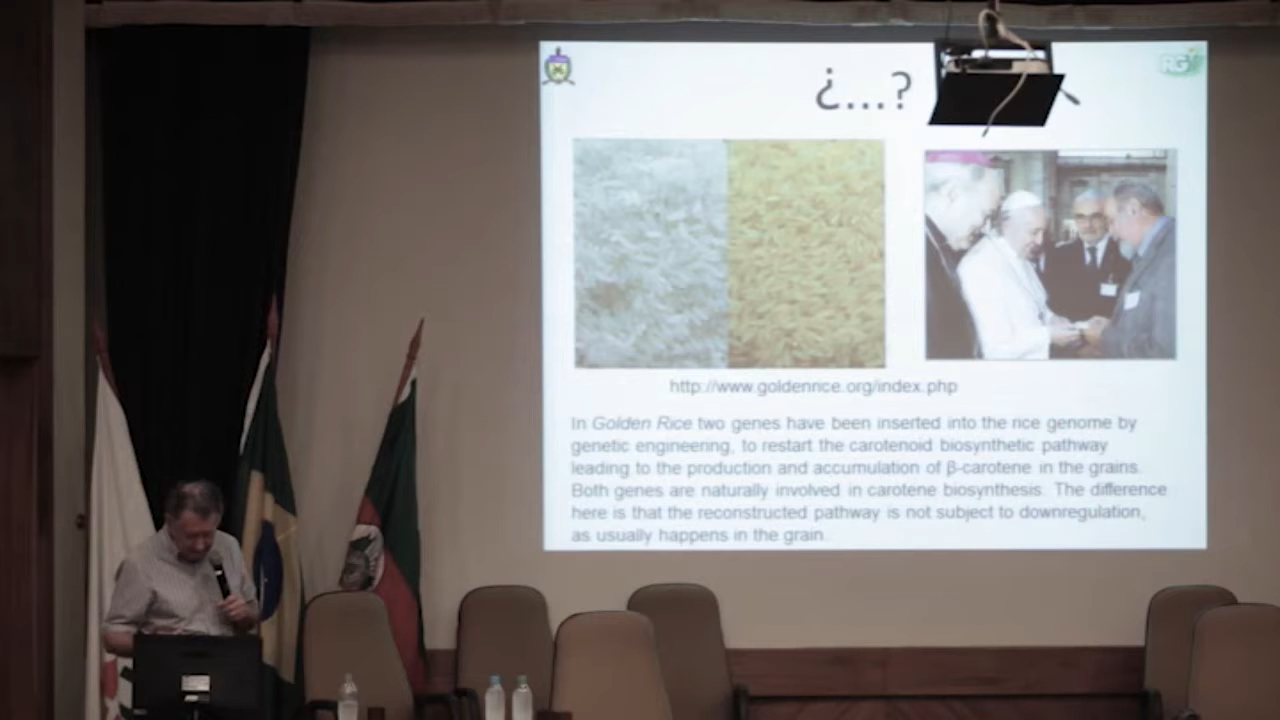 ¿...?
RG
http://www.goldenrice.org/index.php
In Golden Rice two genes have been inserted into the rice genome by
genetic engineering, to restart the carotenoid biosynthetic pathway
leading to the production and accumulation of β-carotene in the grains.
Both genes are naturally involved in carotene biosynthesis. The difference
here is that the reconstructed pathway is not subject to downregulation,
as usually happens in the grain.